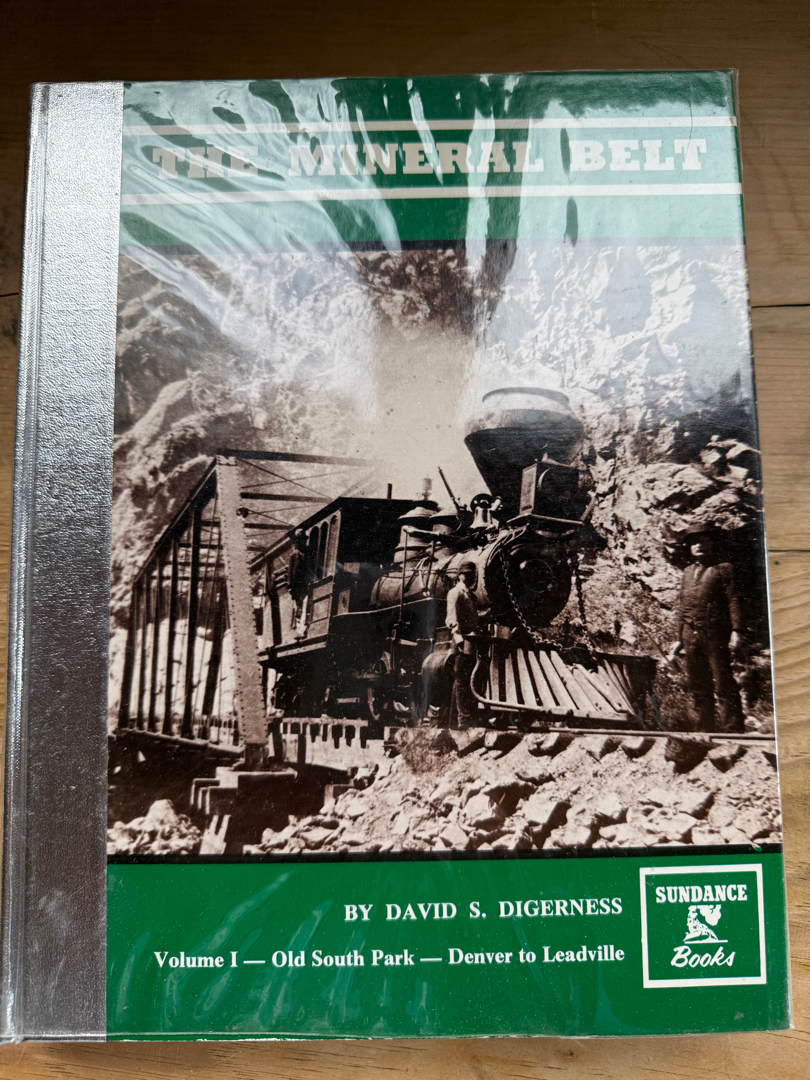 THE MINERAL BELT
BY DAVID S. DIGERNESS
Volume I — Old South Park — Denver to Leadville
SUNDANCE
Books